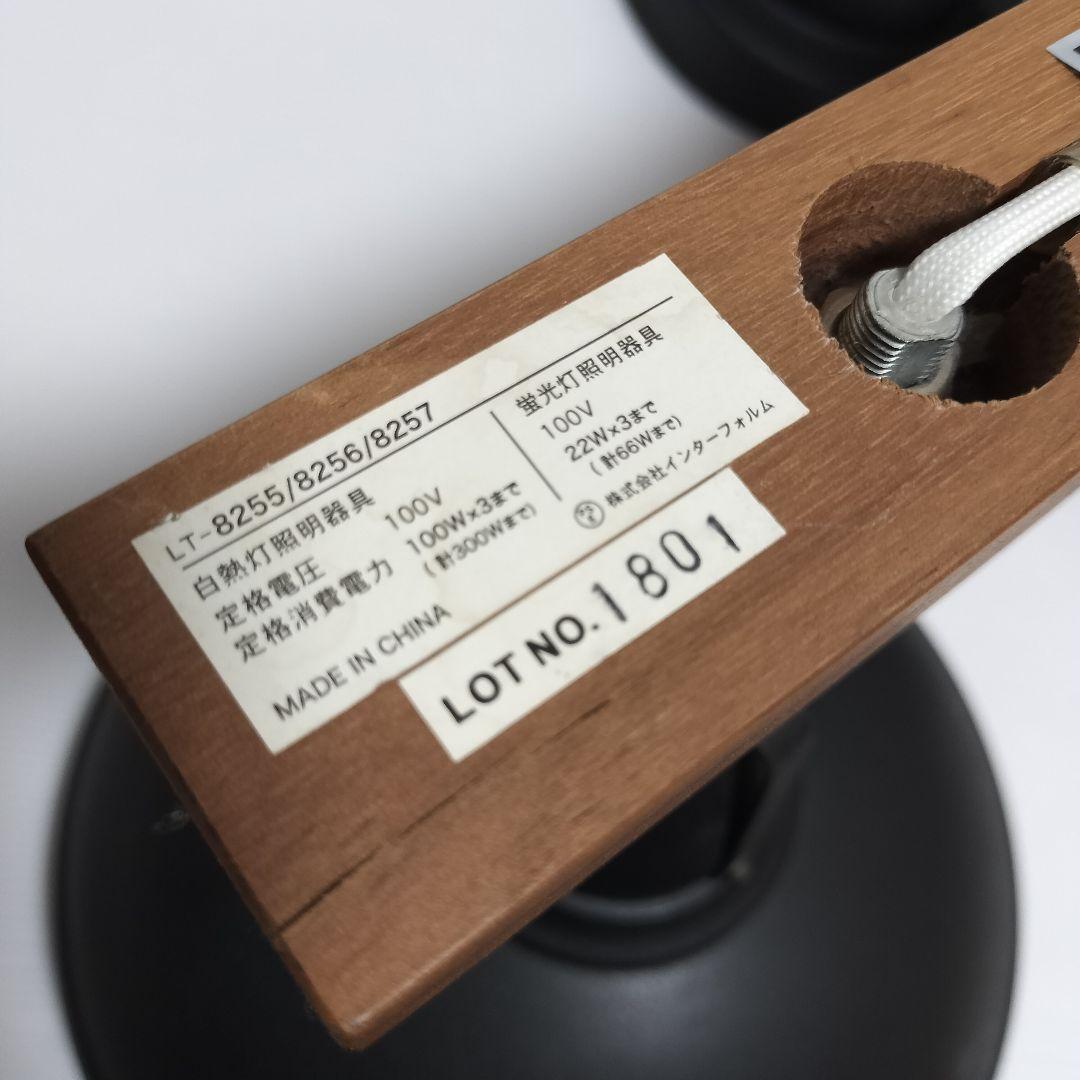 LT-8255/8256/8257
白熱灯照明器具
定格電圧 100V
定格消費電力 100W×3まで
(計300Wまで)
MADE IN CHINA
蛍光灯照明器具
100V
22W×3まで
(計66Wまで)
株式会社インターフォルム
LOT NO. 1801